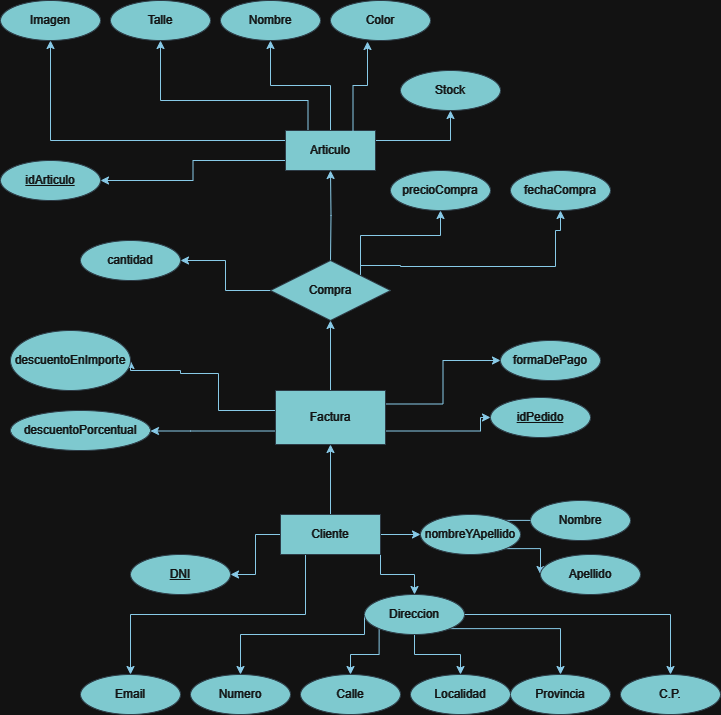 Imagen
Talle
Nombre
Color
Stock
Articulo
idArticulo
precioCompra
fechaCompra
cantidad
Compra
descuentoEnImporte
formaDePago
Factura
idPedido
descuentoPorcentual
Cliente
nombreYApellido
Nombre
DNI
Apellido
Direccion
Email
Numero
Calle
Localidad
Provincia
C.P.